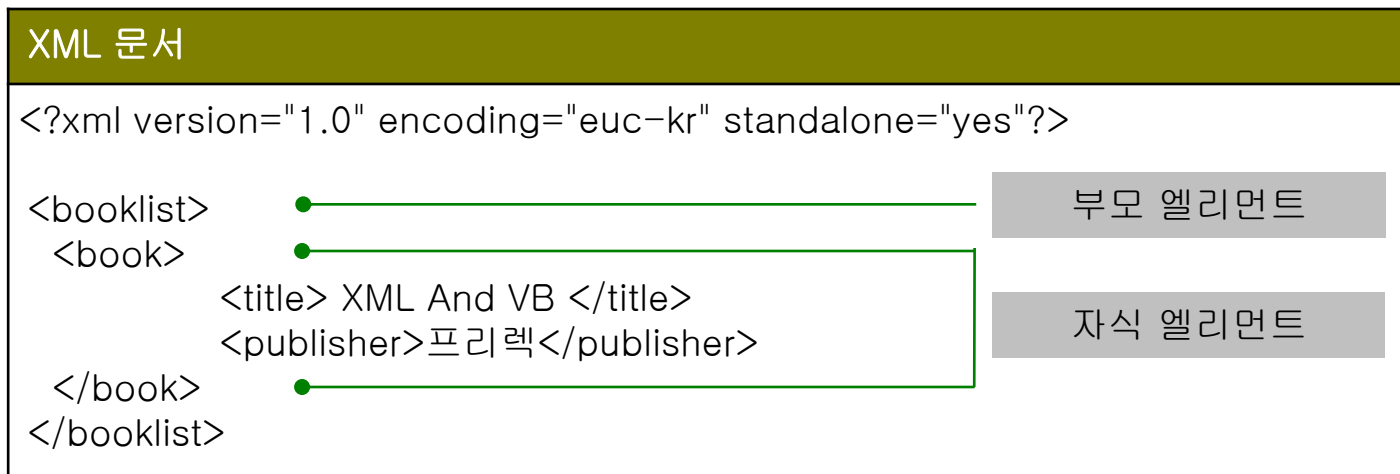 XML 문서
<?xml version="1.0" encoding="euc-kr" standalone="yes"?>
<booklist>
부모 엘리먼트
<book>
<title> XML And VB </title>
<publisher>프리렉</publisher>
자식 엘리먼트
</book>
</booklist>